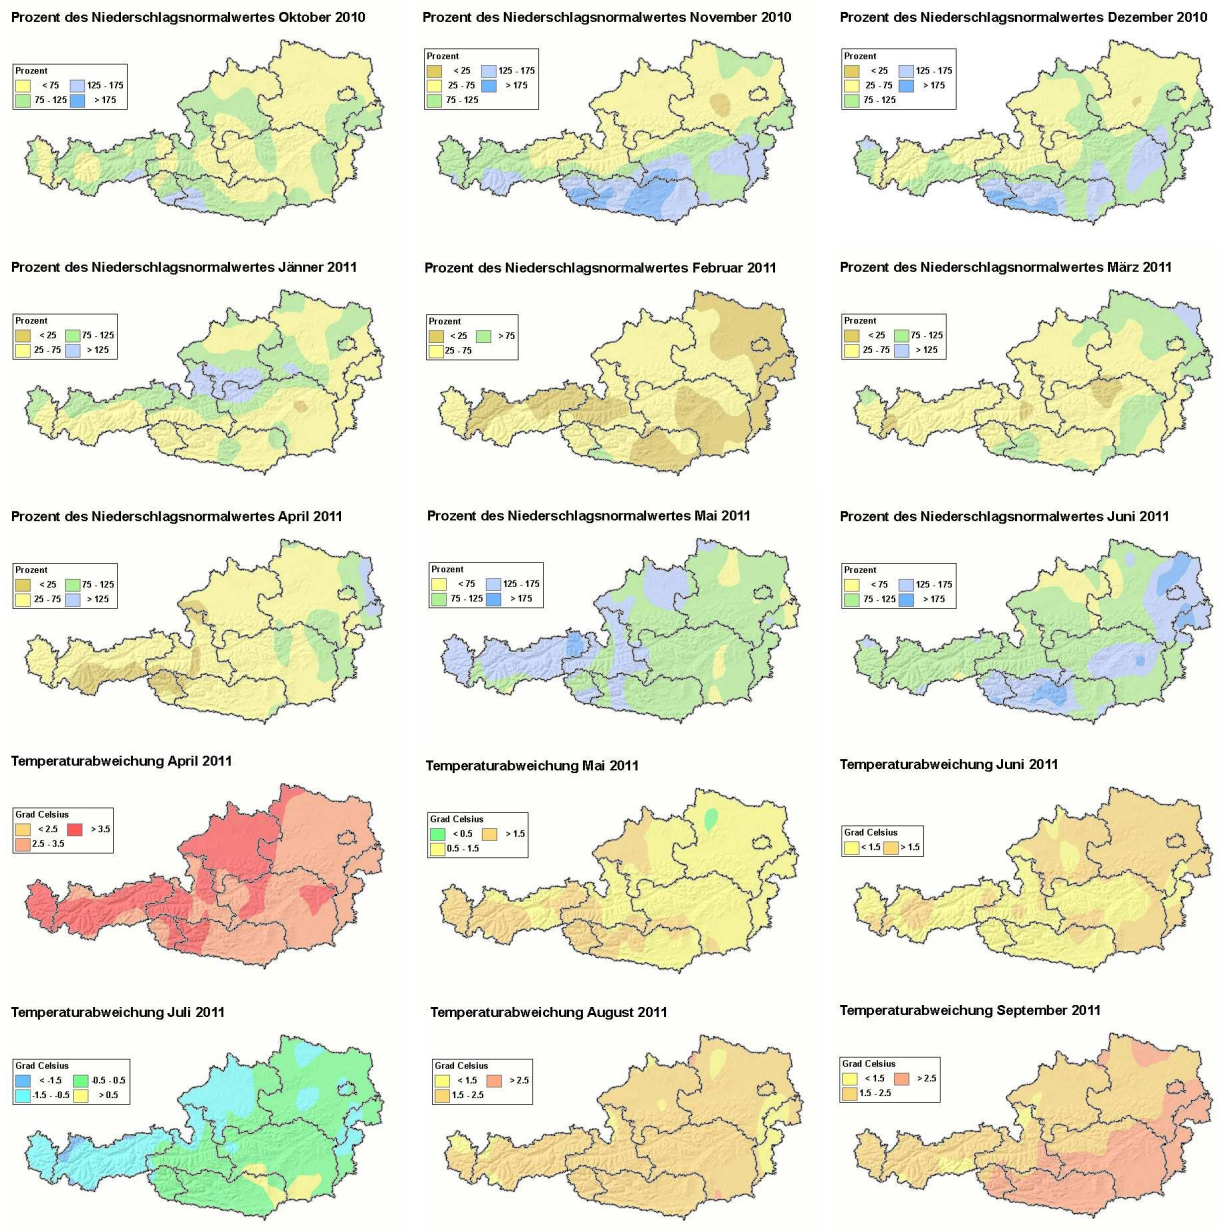 Prozent des Niederschlagsnormalwertes Oktober 2010
Prozent
< 75 125 - 175
75 - 125 > 175
Prozent des Niederschlagsnormalwertes November 2010
Prozent
< 25 125 - 175
25 - 75 > 175
75 - 125
Prozent des Niederschlagsnormalwertes Dezember 2010
Prozent
< 25 125 - 175
25 - 75 > 175
75 - 125
Prozent des Niederschlagsnormalwertes Jänner 2011
Prozent
< 25 75 - 125
25 - 75 > 125
Prozent des Niederschlagsnormalwertes Februar 2011
Prozent
< 25 > 75
25 - 75
Prozent des Niederschlagsnormalwertes März 2011
Prozent
< 25 75 - 125
25 - 75 > 125
Prozent des Niederschlagsnormalwertes April 2011
Prozent
< 25 75 - 125
25 - 75 > 125
Prozent des Niederschlagsnormalwertes Mai 2011
Prozent
< 75 125 - 175
75 - 125 > 175
Prozent des Niederschlagsnormalwertes Juni 2011
Prozent
< 75 125 - 175
75 - 125 > 175
Temperaturabweichung April 2011
Grad Celsius
< 2.5 > 3.5
2.5 - 3.5
Temperaturabweichung Mai 2011
Grad Celsius
< 0.5 > 1.5
0.5 - 1.5
Temperaturabweichung Juni 2011
Grad Celsius
< 1.5 > 1.5
Temperaturabweichung Juli 2011
Grad Celsius
< -1.5 -0.5 - 0.5
-1.5 - -0.5 > 0.5
Temperaturabweichung August 2011
Grad Celsius
< 1.5 > 2.5
1.5 - 2.5
Temperaturabweichung September 2011
Grad Celsius
< 1.5 > 2.5
1.5 - 2.5